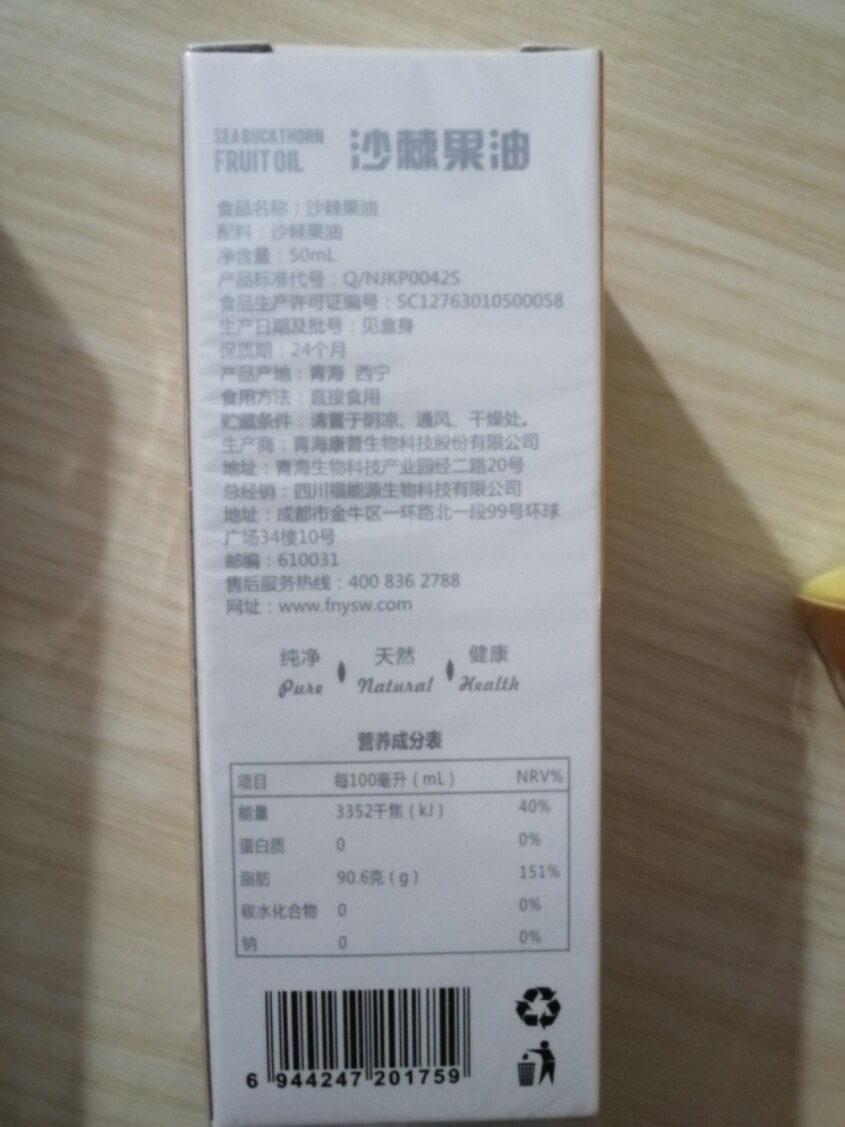 SEABUCKTHORN
FRUIT OIL
沙棘果油
食品名称：沙棘果油
配料：沙棘果油
净含量：50mL
产品标准代号：Q/NJKP0042S
食品生产许可证编号：SC12763010500058
生产日期及批号：见盒身
保质期：24个月
产品产地：青海 西宁
食用方法：直接食用
贮藏条件：请置于阴凉、通风、干燥处。
生产商：青海康普生物科技股份有限公司
地址：青海生物科技产业园经二路20号
总经销：四川福能源生物科技有限公司
地址：成都市金牛区一环路北一段99号环球
广场34楼10号
邮编：610031
售后服务热线：400 836 2788
网址：www.fnysw.com
纯净 天然 健康
Pure Natural Health
营养成分表
项目 每100毫升（mL） NRV%
能量 3352千焦（kJ） 40%
蛋白质 0 0%
脂肪 90.6克（g） 151%
碳水化合物 0 0%
钠 0 0%
6 944247 201759